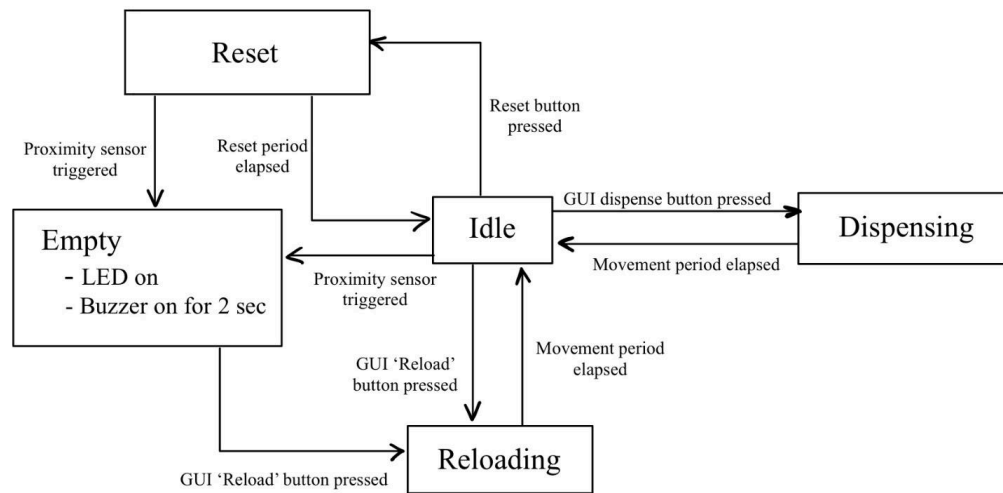 Reset
Reset button
pressed
Proximity sensor
triggered
Reset period
elapsed
GUI dispense button pressed
Idle
Dispensing
Empty
- LED on
- Buzzer on for 2 sec
Proximity sensor
triggered
Movement period elapsed
GUI ‘Reload’
button pressed
Movement period
elapsed
Reloading
GUI ‘Reload’ button pressed